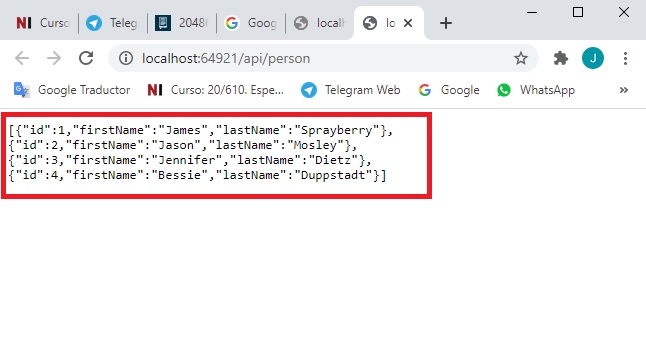 NI Curso
Teleg
2048
Goog
localh
lo
localhost:64921/api/person
J
Google Traductor
NI Curso: 20/610. Espe...
Telegram Web
Google
WhatsApp
[{"id":1,"firstName":"James","lastName":"Sprayberry"},
{"id":2,"firstName":"Jason","lastName":"Mosley"},
{"id":3,"firstName":"Jennifer","lastName":"Dietz"},
{"id":4,"firstName":"Bessie","lastName":"Duppstadt"}]